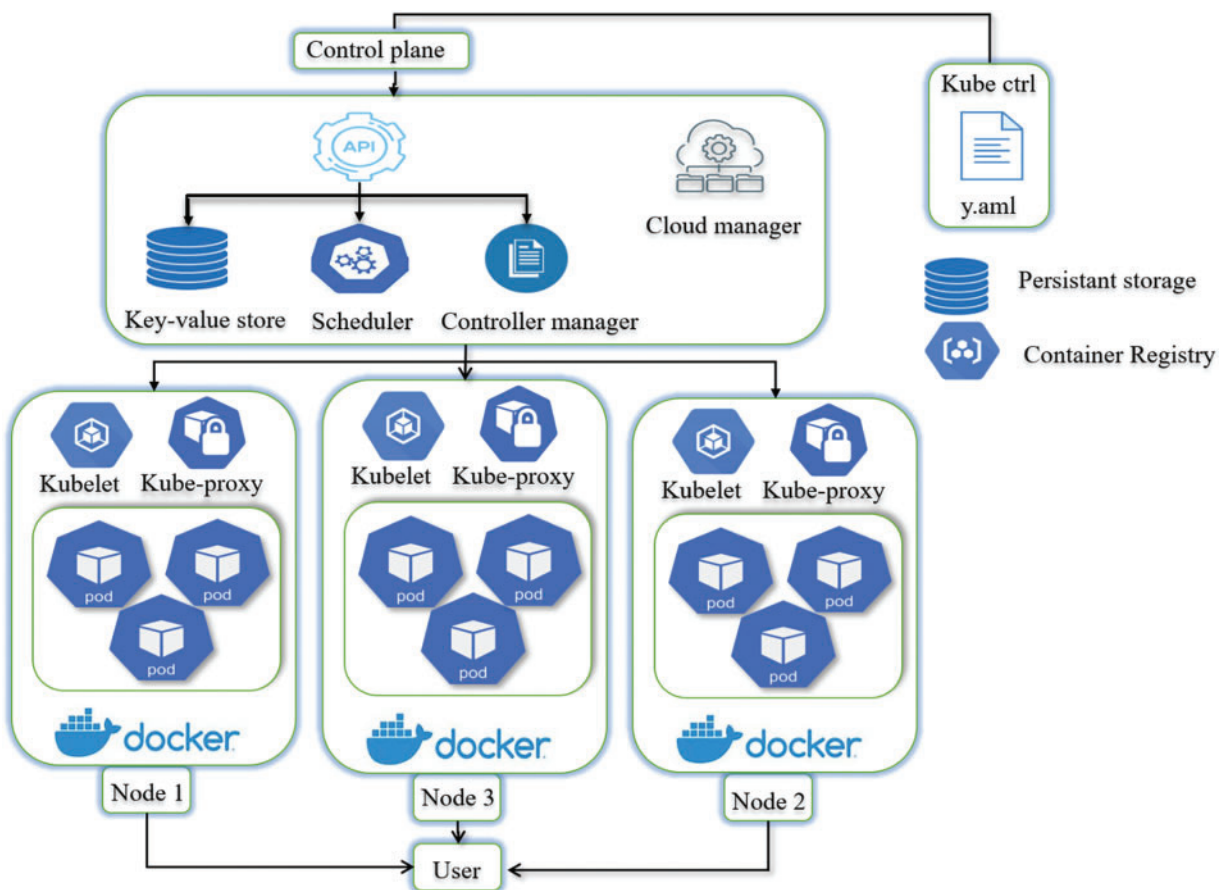 Control plane
Kube ctrl
y.aml
API
Cloud manager
Key-value store
Scheduler
Controller manager
Persistant storage
Container Registry
Kubelet
Kube-proxy
pod
pod
pod
docker
Node 1
Kubelet
Kube-proxy
pod
pod
pod
docker
Node 3
Kubelet
Kube-proxy
pod
pod
pod
docker
Node 2
User